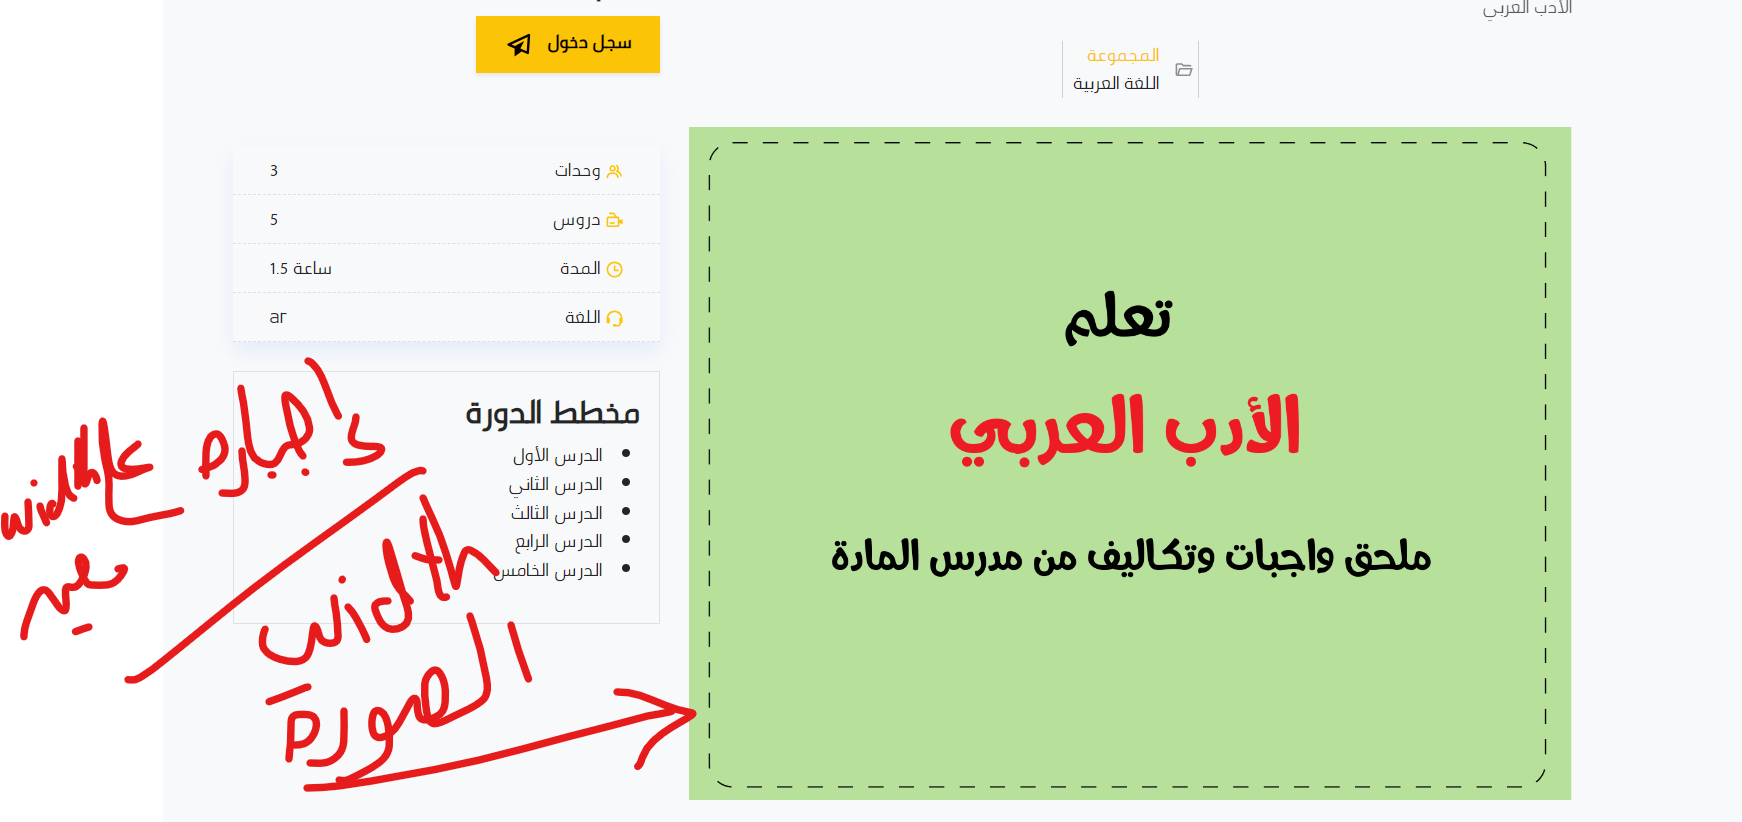 الأدب العربي
المجموعة
اللغة العربية
سجل دخول
تعلم
الأدب العربي
ملحق واجبات وتكاليف من مدرس المادة
وحدات 3
دروس 5
المدة 1.5 ساعة
اللغة ar
مخطط الدورة
الدرس الأول
الدرس الثاني
الدرس الثالث
الدرس الرابع
الدرس الخامس
width
width
الصورة